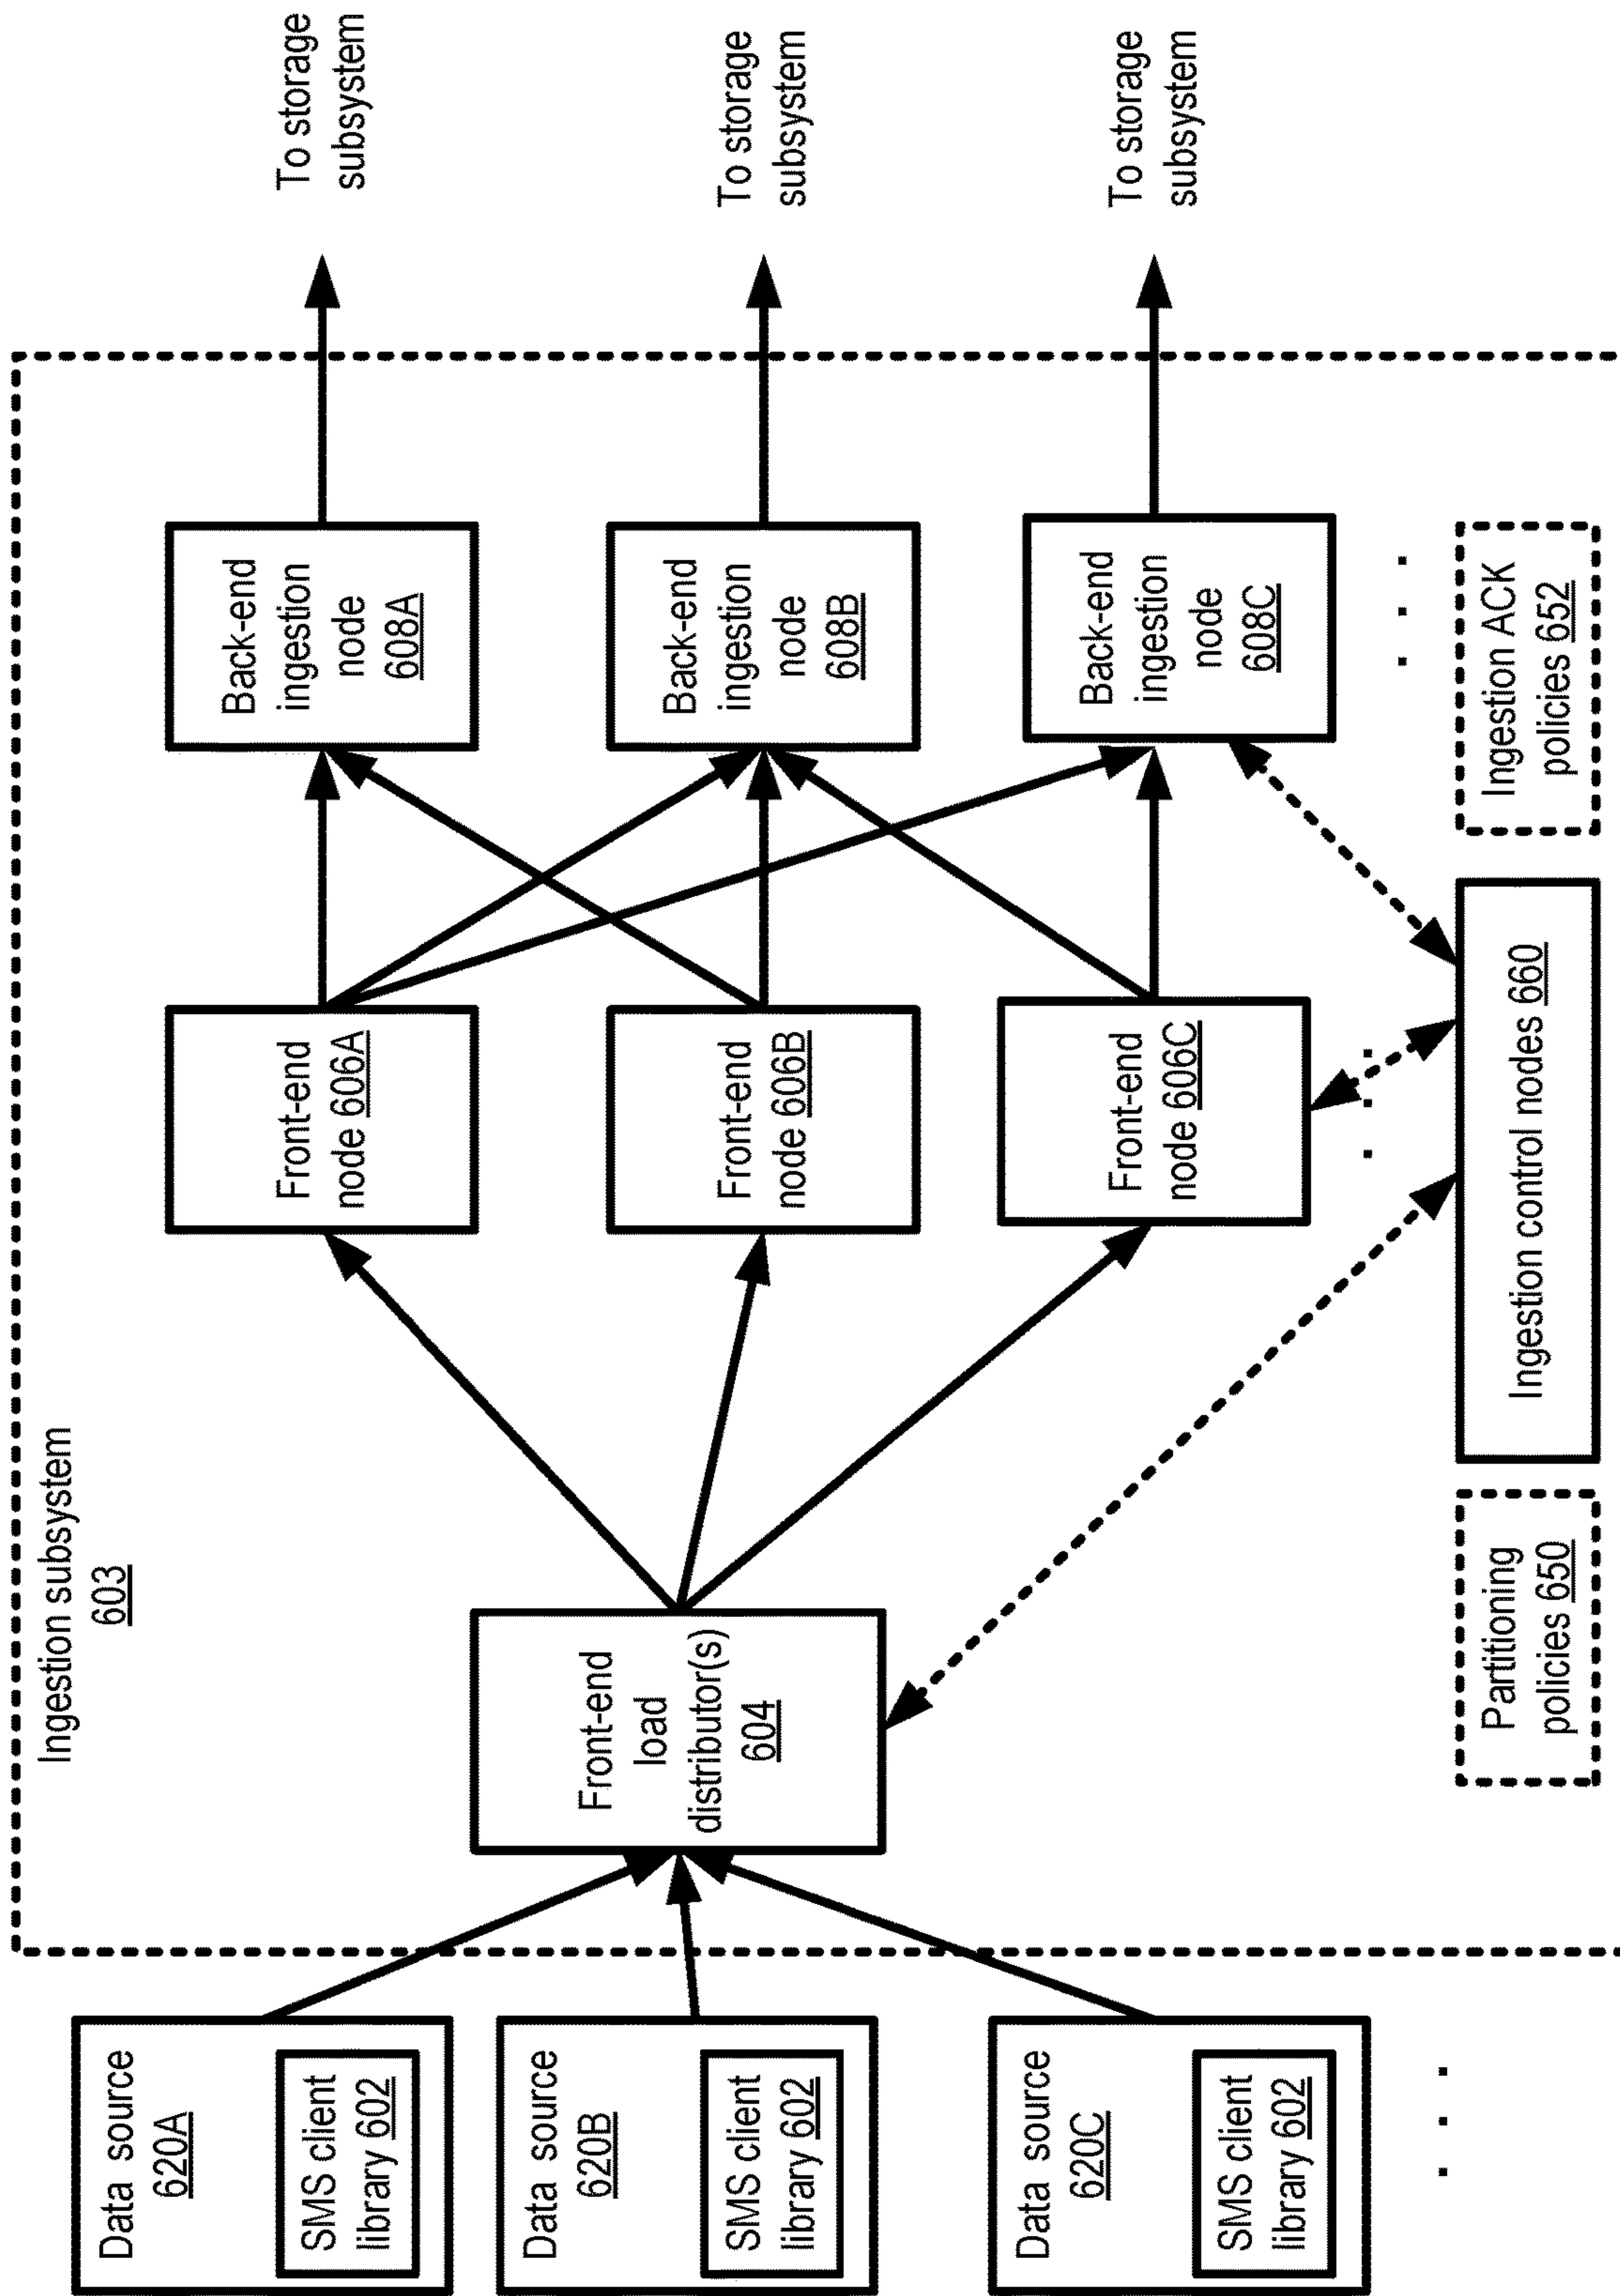 Ingestion subsystem
603
Data source
620A
SMS client
library 602
Data source
620B
SMS client
library 602
Data source
620C
SMS client
library 602
Front-end
load
distributor(s)
604
Front-end
node 606A
Front-end
node 606B
Front-end
node 606C
Back-end
ingestion
node
608A
Back-end
ingestion
node
608B
Back-end
ingestion
node
608C
To storage
subsystem
To storage
subsystem
To storage
subsystem
Partitioning
policies 650
Ingestion control nodes 660
Ingestion ACK
policies 652